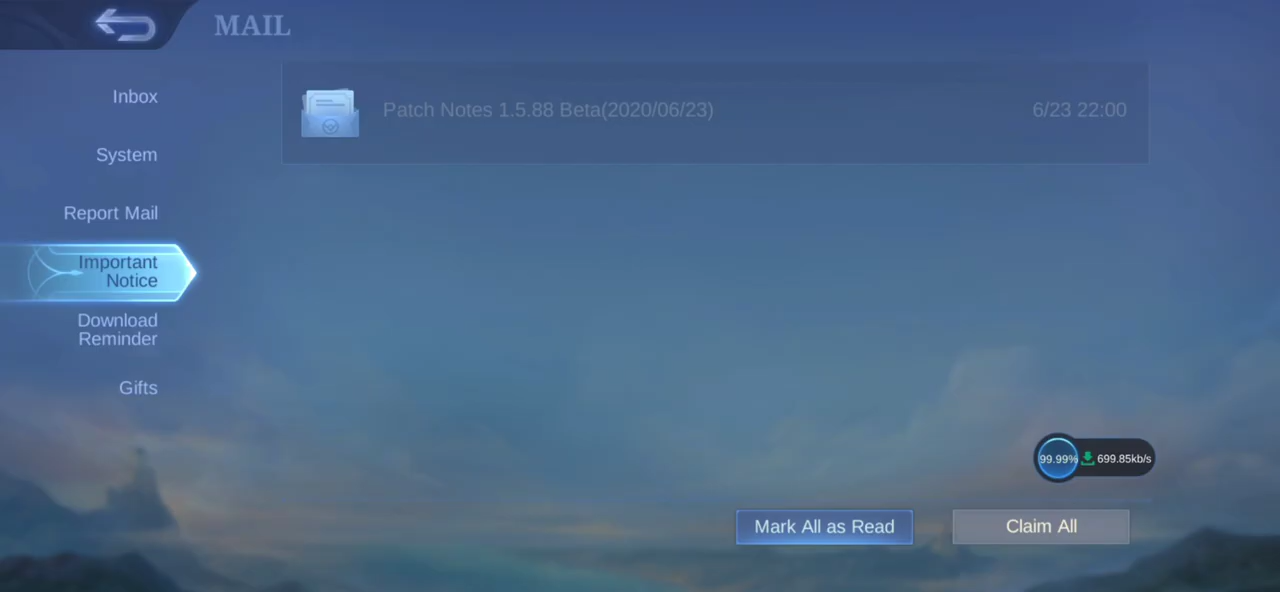 MAIL
Inbox
System
Report Mail
Important
Notice
Download
Reminder
Gifts
Patch Notes 1.5.88 Beta(2020/06/23)
6/23 22:00
99.99%
699.85kb/s
Mark All as Read
Claim All